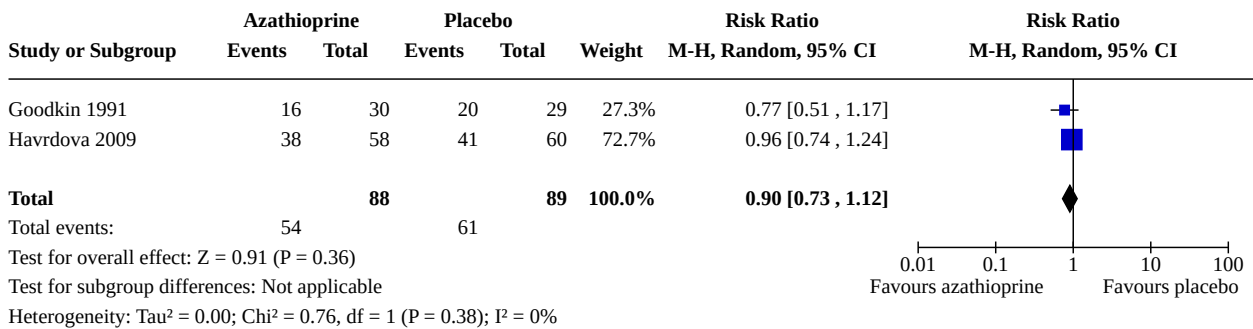 Azathioprine Placebo Risk Ratio Risk Ratio
Study or Subgroup Events Total Events Total Weight M-H, Random, 95% CI M-H, Random, 95% CI
Goodkin 1991 16 30 20 29 27.3% 0.77 [0.51 , 1.17]
Havrdova 2009 38 58 41 60 72.7% 0.96 [0.74 , 1.24]
Total 88 89 100.0% 0.90 [0.73 , 1.12]
Total events: 54 61
Test for overall effect: Z = 0.91 (P = 0.36)
0.01 0.1 1 10 100
Test for subgroup differences: Not applicable
Favours azathioprine Favours placebo
Heterogeneity: Tau² = 0.00; Chi² = 0.76, df = 1 (P = 0.38); I² = 0%